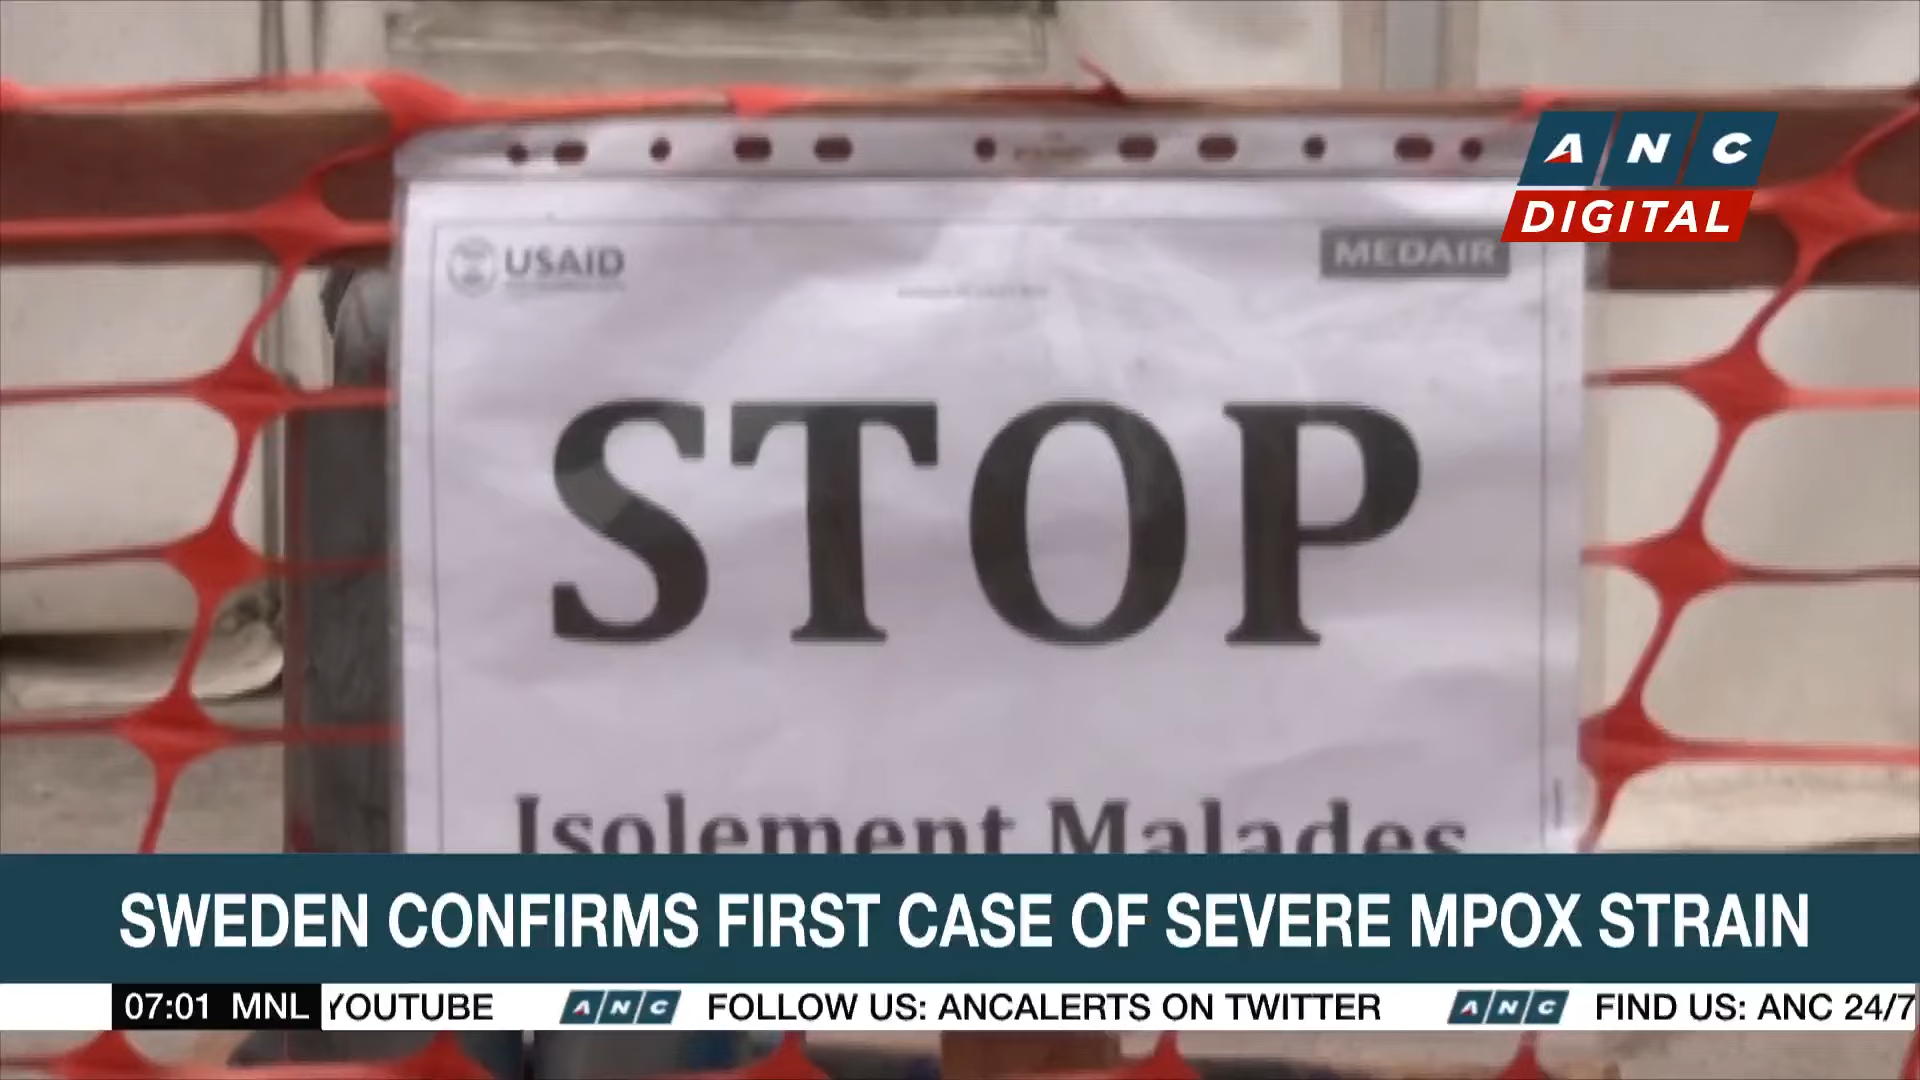 ANC
DIGITAL
USAID
MEDAIR
STOP
Isolement Malades
SWEDEN CONFIRMS FIRST CASE OF SEVERE MPOX STRAIN
07:01 MNL YOUTUBE ANC FOLLOW US: ANCALERTS ON TWITTER ANC FIND US: ANC 24/7